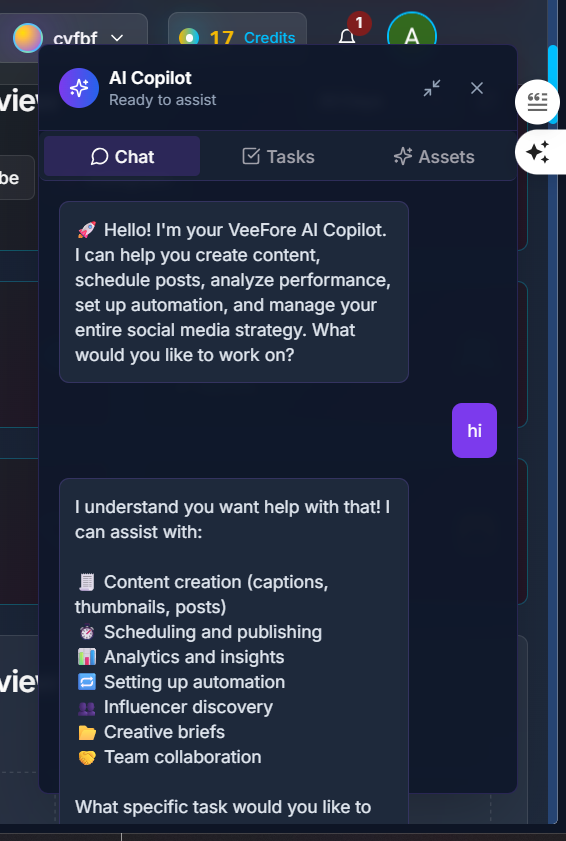 cvfbf
17 Credits
1
A
view
be
AI Copilot
Ready to assist
Chat
Tasks
Assets
🚀 Hello! I'm your VeeFore AI Copilot.
I can help you create content,
schedule posts, analyze performance,
set up automation, and manage your
entire social media strategy. What
would you like to work on?
hi
I understand you want help with that! I
can assist with:
🧾 Content creation (captions,
thumbnails, posts)
⏰ Scheduling and publishing
📊 Analytics and insights
🔁 Setting up automation
👥 Influencer discovery
📁 Creative briefs
🤝 Team collaboration
view
What specific task would you like to